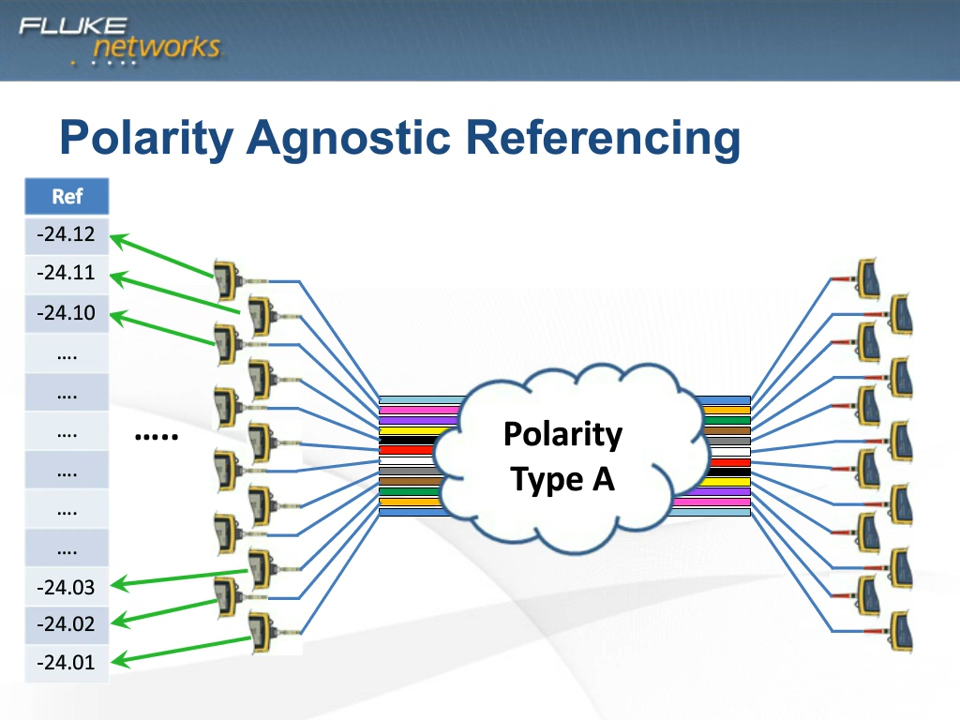 FLUKE
networks
Polarity Agnostic Referencing
Ref
-24.12
-24.11
-24.10
....
....
....
....
....
....
-24.03
-24.02
-24.01
.....
Polarity
Type A